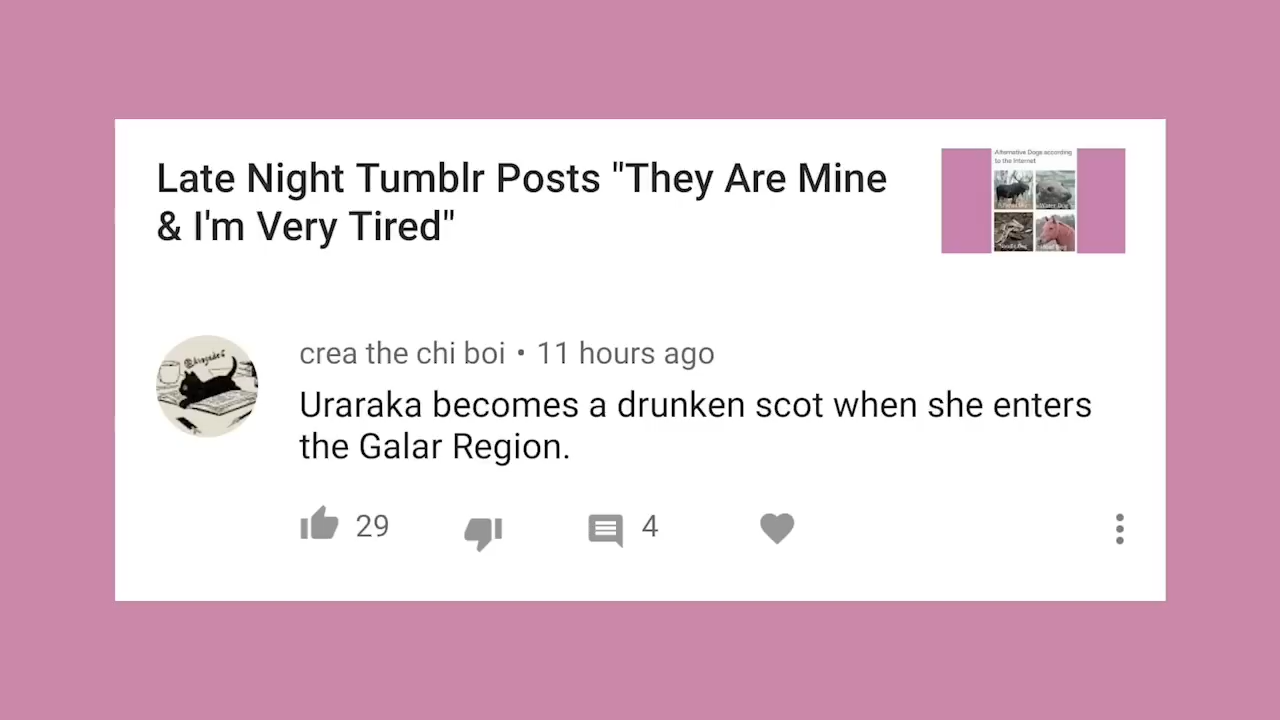 Late Night Tumblr Posts "They Are Mine
& I'm Very Tired"
Alternative Dogs according
to the Internet
crea the chi boi • 11 hours ago
Uraraka becomes a drunken scot when she enters
the Galar Region.
29
4